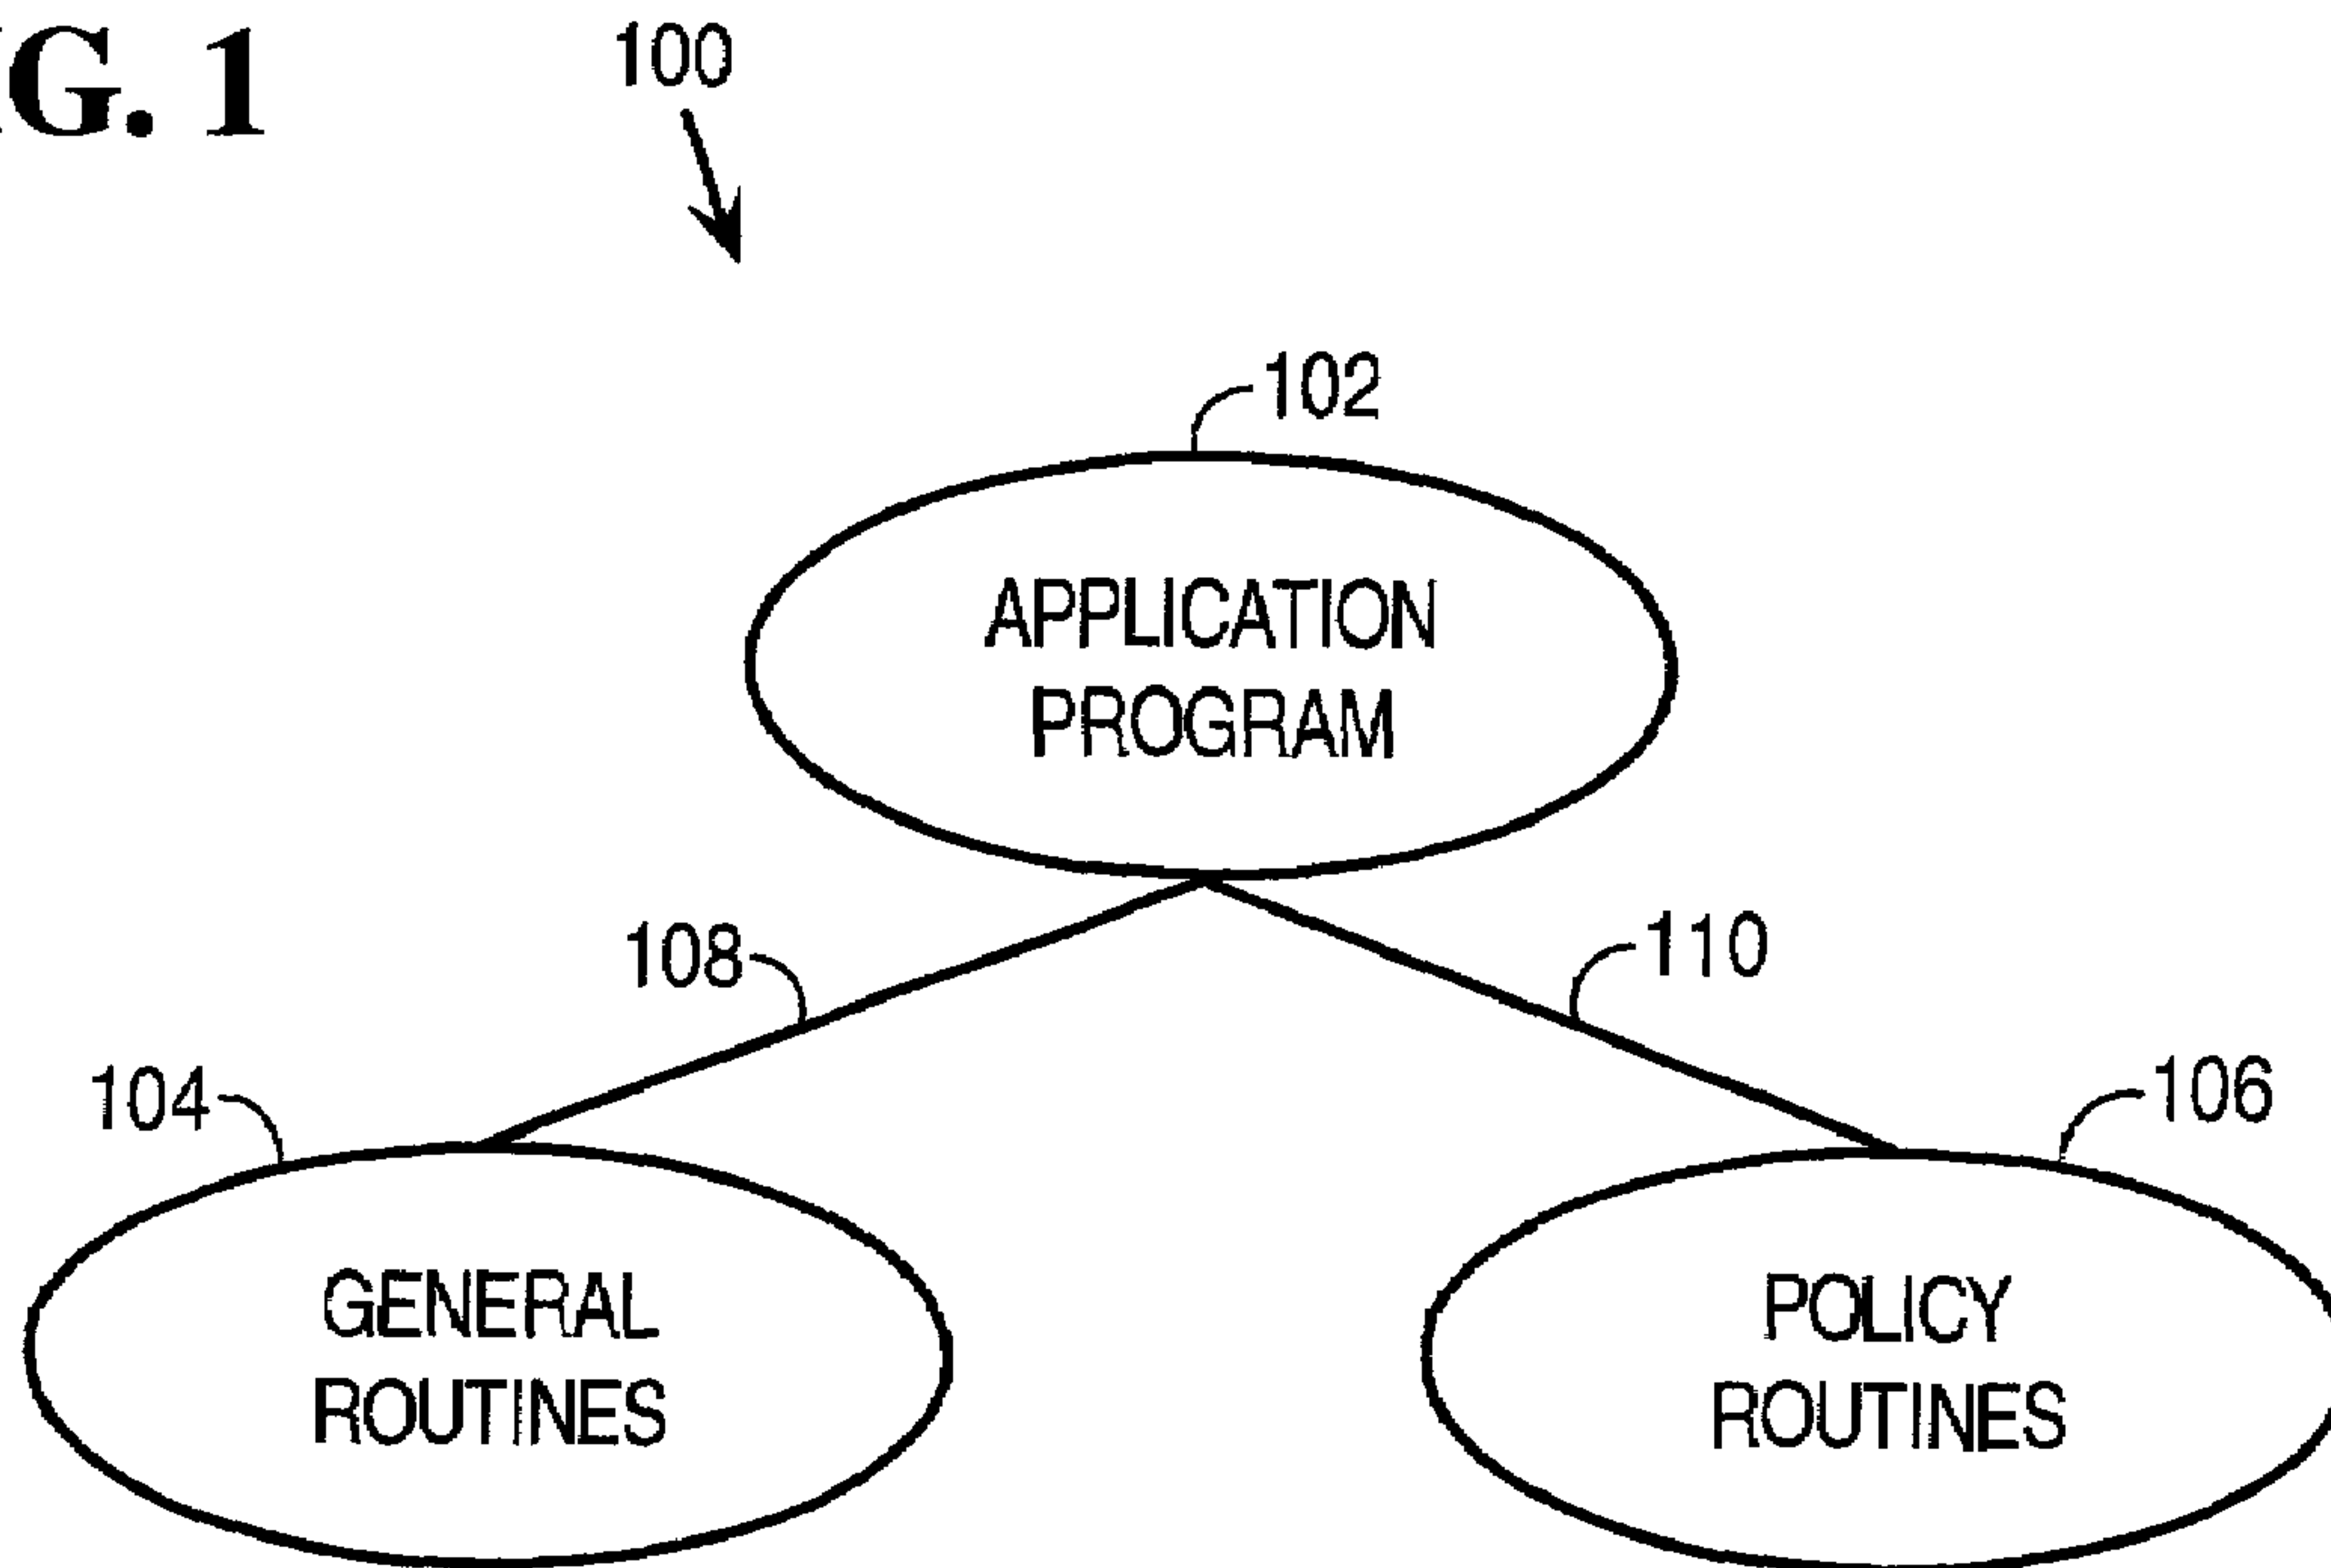 G. 1
100
102
APPLICATION
PROGRAM
108
110
104
106
GENERAL
ROUTINES
POLICY
ROUTINES